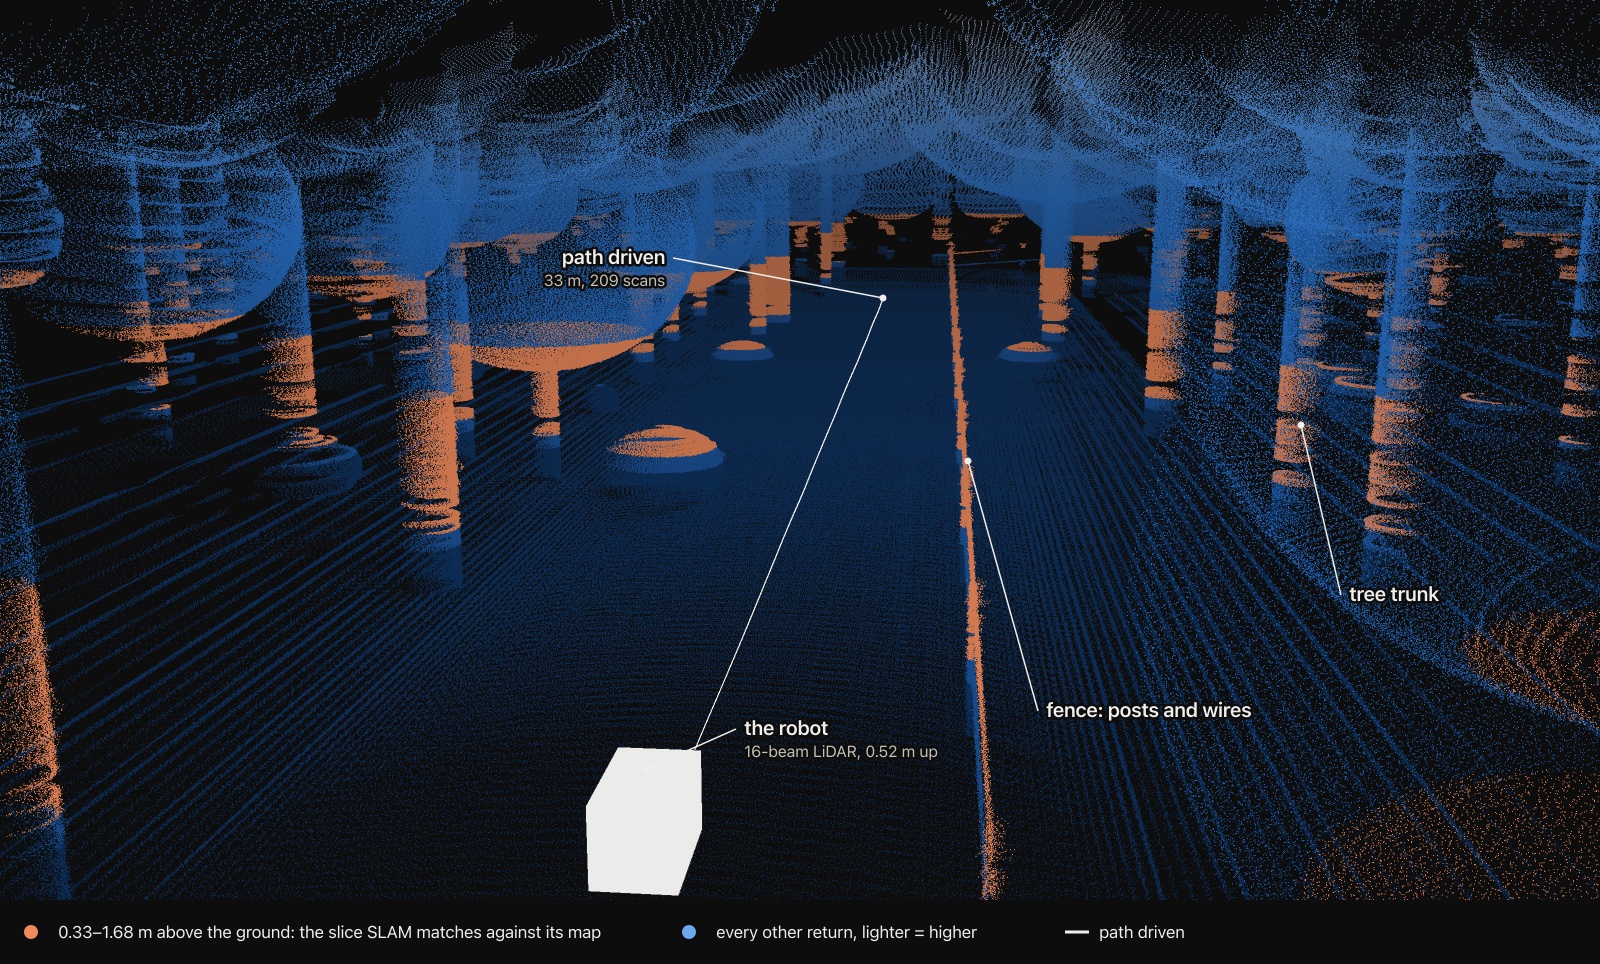 path driven
33 m, 209 scans
tree trunk
fence: posts and wires
the robot
16-beam LiDAR, 0.52 m up
0.33–1.68 m above the ground: the slice SLAM matches against its map
every other return, lighter = higher
path driven